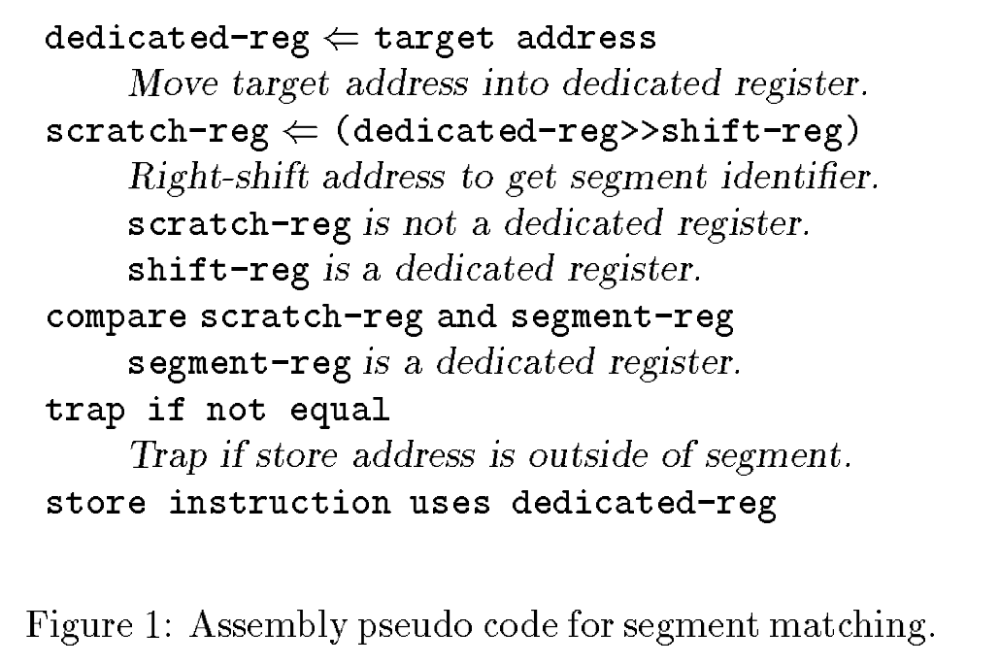 dedicated-reg ⇐ target address
Move target address into dedicated register.
scratch-reg ⇐ (dedicated-reg>>shift-reg)
Right-shift address to get segment identifier.
scratch-reg is not a dedicated register.
shift-reg is a dedicated register.
compare scratch-reg and segment-reg
segment-reg is a dedicated register.
trap if not equal
Trap if store address is outside of segment.
store instruction uses dedicated-reg
Figure 1: Assembly pseudo code for segment matching.